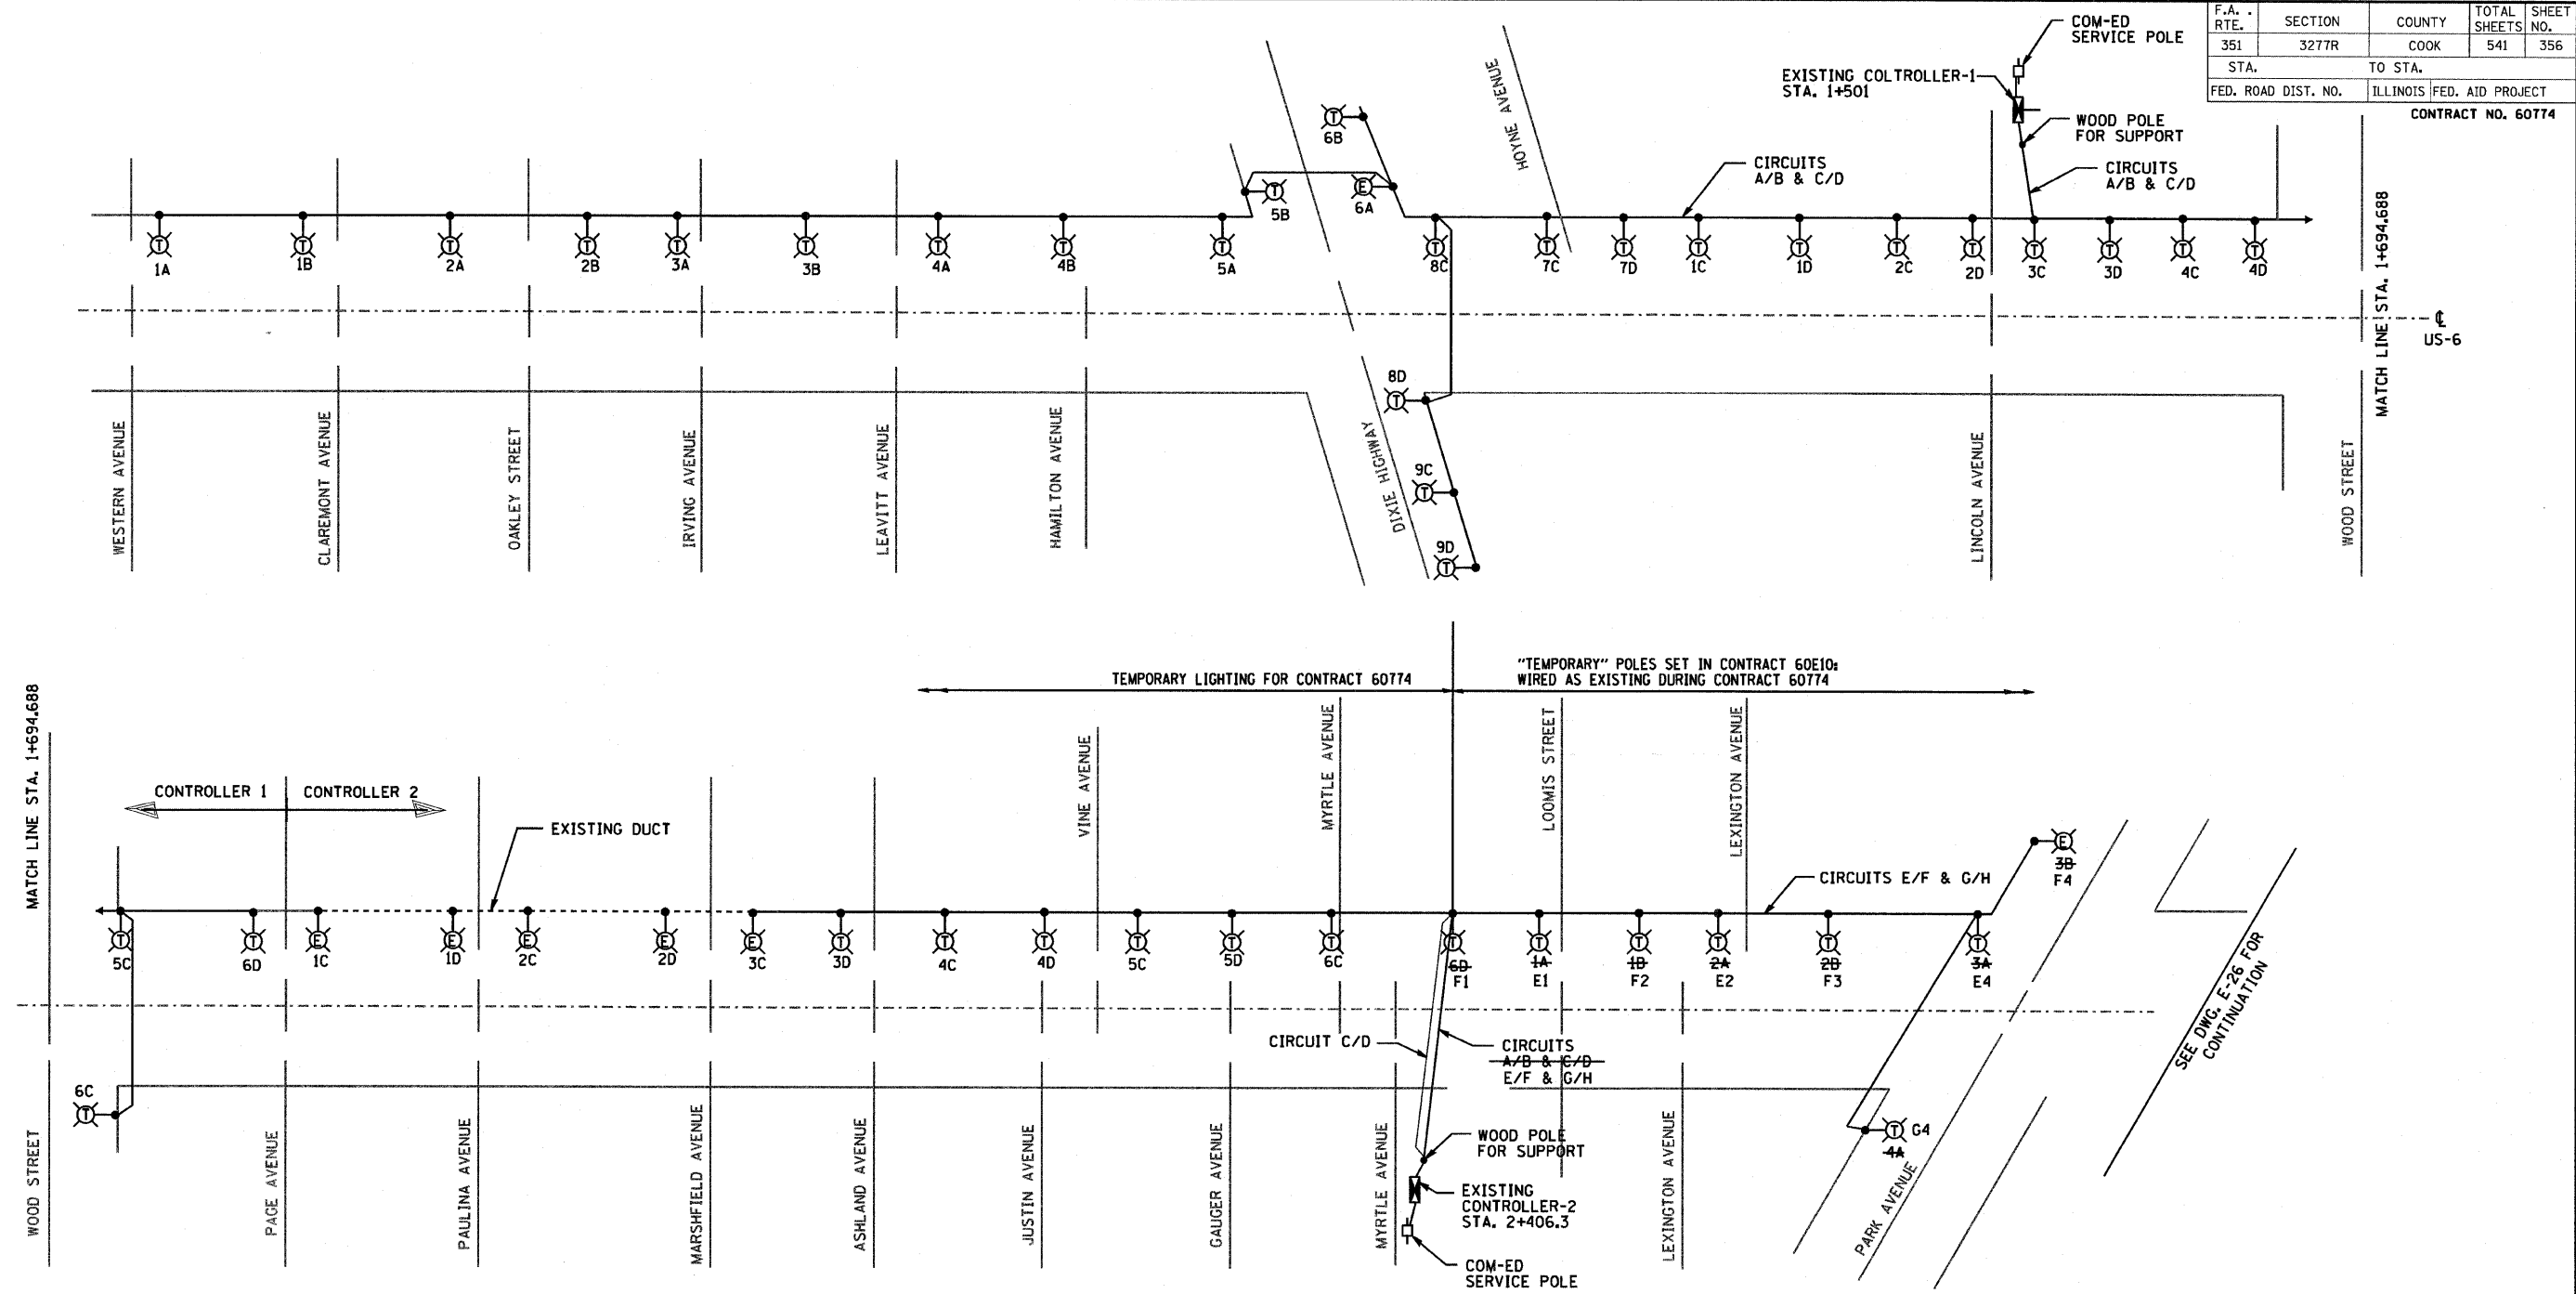 F.A.
RTE.
SECTION
COUNTY
TOTAL
SHEETS
SHEET
NO.
351
3277R
COOK
541
356
STA.
TO STA.
FED. ROAD DIST. NO.
ILLINOIS
FED. AID PROJECT
CONTRACT NO. 60774
COM-ED
SERVICE POLE
EXISTING COLTROLLER-1
STA. 1+501
WOOD POLE
FOR SUPPORT
CIRCUITS
A/B & C/D
CIRCUITS
A/B & C/D
HOYNE AVENUE
MATCH LINE STA. 1+694.688
T
6B
T
5B
E
6A
T
1A
T
1B
T
2A
T
2B
T
3A
T
3B
T
4A
T
4B
T
5A
T
8C
T
7C
T
7D
T
1C
T
1D
T
2C
T
2D
T
3C
T
3D
T
4C
T
4D
℄
US-6
8D
T
9C
T
9D
T
WESTERN AVENUE
CLAREMONT AVENUE
OAKLEY STREET
IRVING AVENUE
LEAVITT AVENUE
HAMILTON AVENUE
DIXIE HIGHWAY
LINCOLN AVENUE
WOOD STREET
TEMPORARY LIGHTING FOR CONTRACT 60774
"TEMPORARY" POLES SET IN CONTRACT 60E10:
WIRED AS EXISTING DURING CONTRACT 60774
MATCH LINE STA. 1+694.688
CONTROLLER 1
CONTROLLER 2
EXISTING DUCT
VINE AVENUE
MYRTLE AVENUE
LOOMIS STREET
LEXINGTON AVENUE
CIRCUITS E/F & G/H
E
3B
F4
T
5C
T
6D
E
1C
E
1D
E
2C
E
2D
E
3C
T
3D
T
4C
T
4D
T
5C
T
5D
T
6C
T
6D
F1
T
1A
E1
T
1B
F2
T
2A
E2
T
2B
F3
T
3A
E4
SEE DWG. E-26 FOR
CONTINUATION
CIRCUIT C/D
CIRCUITS
A/B & C/D
E/F & G/H
6C
T
T
G4
4A
WOOD POLE
FOR SUPPORT
EXISTING
CONTROLLER-2
STA. 2+406.3
COM-ED
SERVICE POLE
WOOD STREET
PAGE AVENUE
PAULINA AVENUE
MARSHFIELD AVENUE
ASHLAND AVENUE
JUSTIN AVENUE
GAUGER AVENUE
MYRTLE AVENUE
LEXINGTON AVENUE
PARK AVENUE